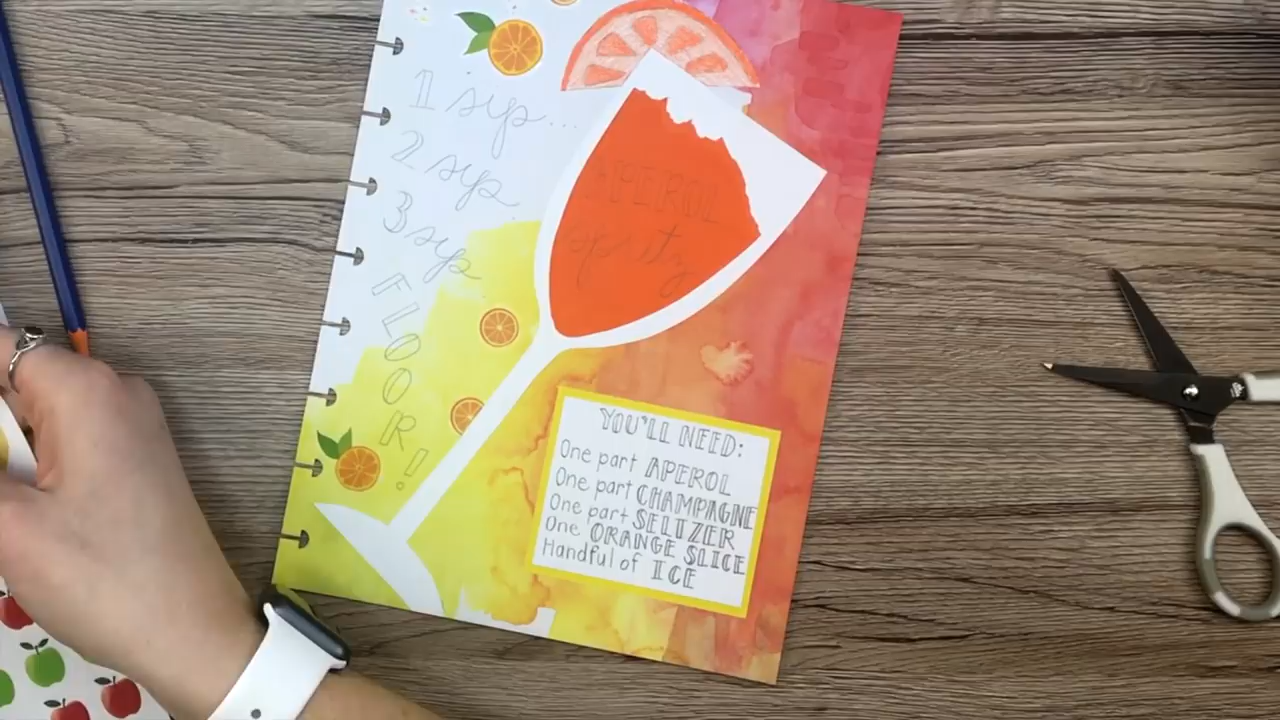 1 sip...
2 sip
3 sip
FLOOR!
APEROL
spritz
YOU'LL NEED:
One part APEROL
One part CHAMPAGNE
One part SELTZER
One ORANGE SLICE
Handful of ICE